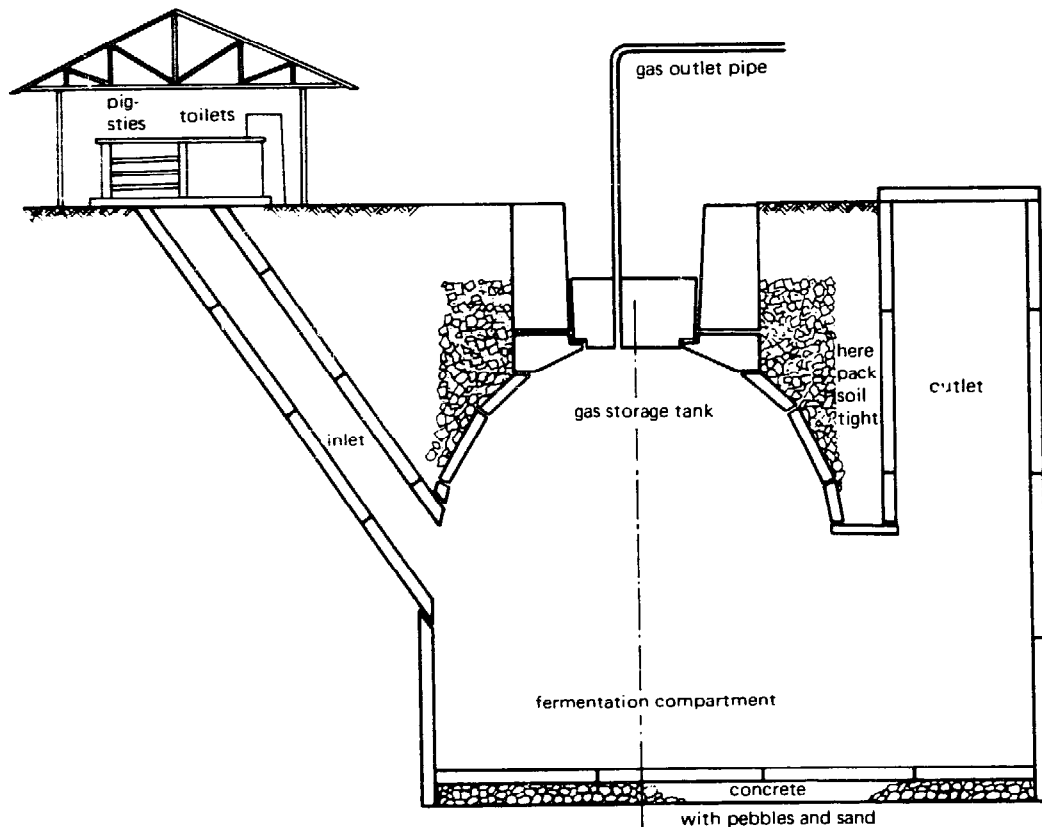 gas outlet pipe
pig-
sties
toilets
here
pack
soil
tight
outlet
gas storage tank
inlet
fermentation compartment
concrete
with pebbles and sand